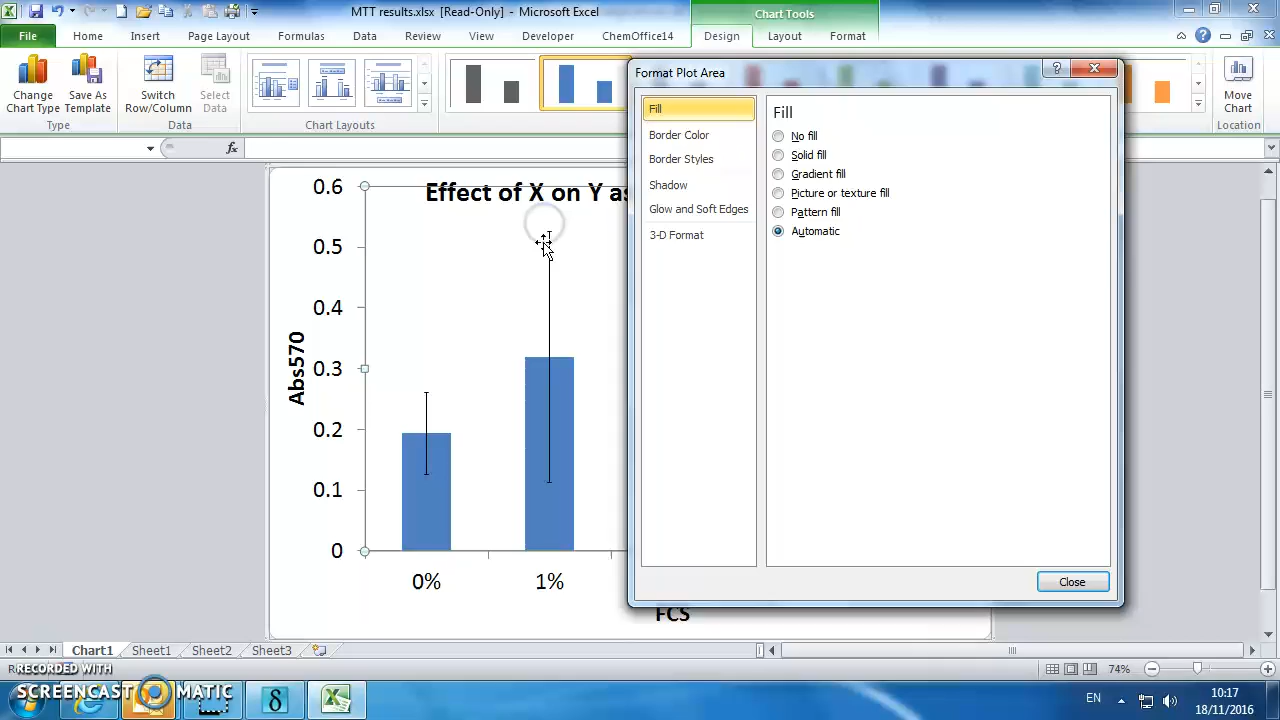 MTT results.xlsx [Read-Only] - Microsoft Excel
Chart Tools
File Home Insert Page Layout Formulas Data Review View Developer ChemOffice14 Design Layout Format
Change Chart Type
Save As Template
Switch Row/Column
Select Data
Move Chart
Type
Data
Chart Layouts
Location
fx
Format Plot Area
Fill
Border Color
Border Styles
Shadow
Glow and Soft Edges
3-D Format
Fill
No fill
Solid fill
Gradient fill
Picture or texture fill
Pattern fill
Automatic
Close
Effect of X on Y as
0.6
0.5
0.4
0.3
0.2
0.1
0
Abs570
0% 1%
FCS
Chart1 Sheet1 Sheet2 Sheet3
74%
RECORDED WITH
SCREENCAST MATIC
δ
EN
10:17
18/11/2016